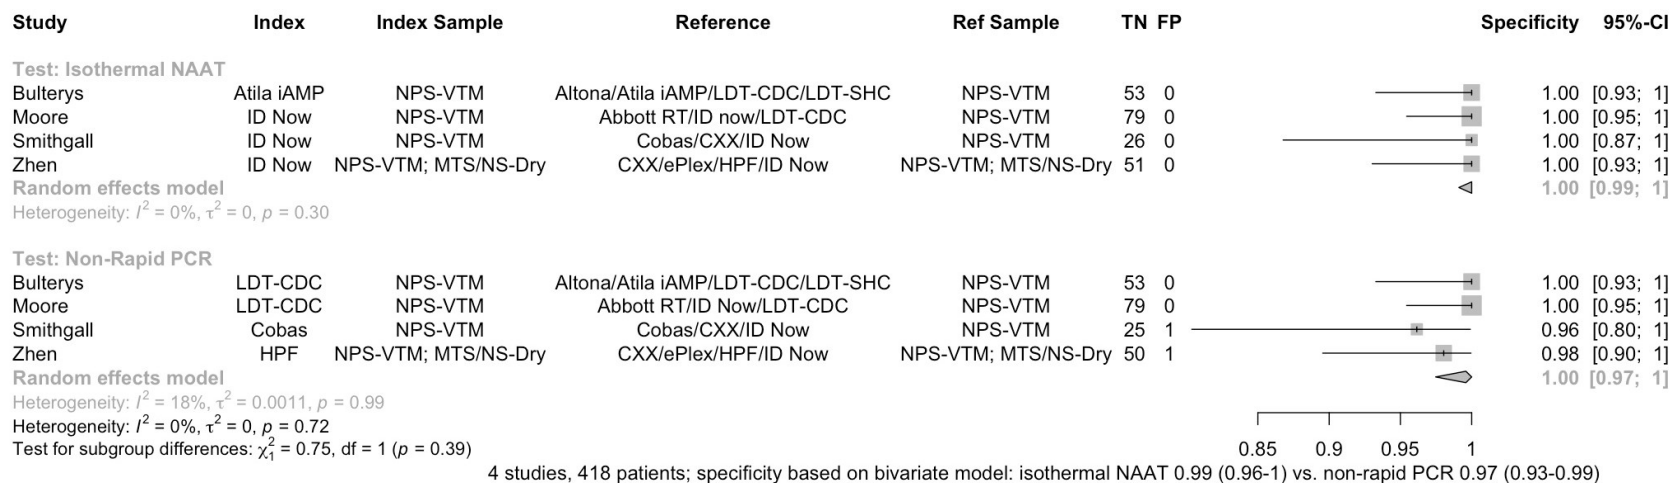 Study Index Index Sample Reference Ref Sample TN FP Specificity 95%-CI
Test: Isothermal NAAT
Bulterys Atila iAMP NPS-VTM Altona/Atila iAMP/LDT-CDC/LDT-SHC NPS-VTM 53 0 1.00 [0.93; 1]
Moore ID Now NPS-VTM Abbott RT/ID now/LDT-CDC NPS-VTM 79 0 1.00 [0.95; 1]
Smithgall ID Now NPS-VTM Cobas/CXX/ID Now NPS-VTM 26 0 1.00 [0.87; 1]
Zhen ID Now NPS-VTM; MTS/NS-Dry CXX/ePlex/HPF/ID Now NPS-VTM; MTS/NS-Dry 51 0 1.00 [0.93; 1]
Random effects model 1.00 [0.99; 1]
Heterogeneity: I² = 0%, τ² = 0, p = 0.30
Test: Non-Rapid PCR
Bulterys LDT-CDC NPS-VTM Altona/Atila iAMP/LDT-CDC/LDT-SHC NPS-VTM 53 0 1.00 [0.93; 1]
Moore LDT-CDC NPS-VTM Abbott RT/ID Now/LDT-CDC NPS-VTM 79 0 1.00 [0.95; 1]
Smithgall Cobas NPS-VTM Cobas/CXX/ID Now NPS-VTM 25 1 0.96 [0.80; 1]
Zhen HPF NPS-VTM; MTS/NS-Dry CXX/ePlex/HPF/ID Now NPS-VTM; MTS/NS-Dry 50 1 0.98 [0.90; 1]
Random effects model 1.00 [0.97; 1]
Heterogeneity: I² = 18%, τ² = 0.0011, p = 0.99
Heterogeneity: I² = 0%, τ² = 0, p = 0.72
Test for subgroup differences: χ²₁ = 0.75, df = 1 (p = 0.39)
0.85 0.9 0.95 1
4 studies, 418 patients; specificity based on bivariate model: isothermal NAAT 0.99 (0.96-1) vs. non-rapid PCR 0.97 (0.93-0.99)